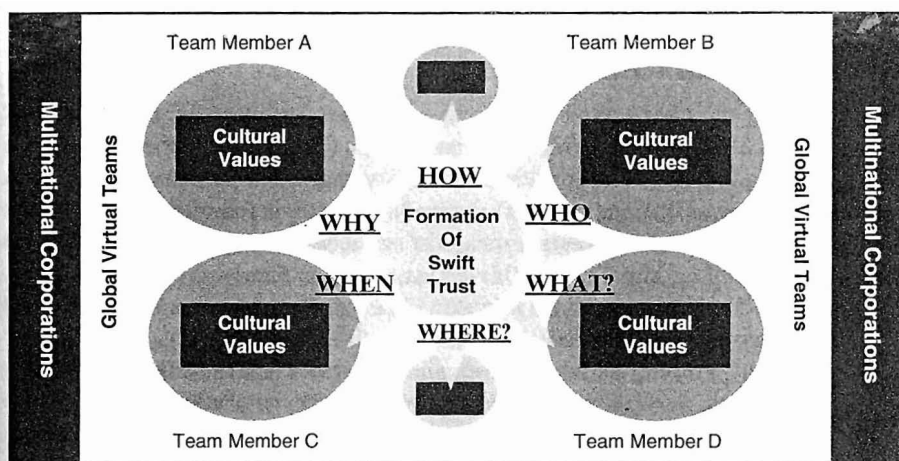 Team Member A
Team Member B
Multinational Corporations
Global Virtual Teams
Cultural
Values
Cultural
Values
HOW
WHY
Formation
Of
Swift
Trust
WHO
WHEN
WHAT?
WHERE?
Cultural
Values
Cultural
Values
Global Virtual Teams
Multinational Corporations
Team Member C
Team Member D